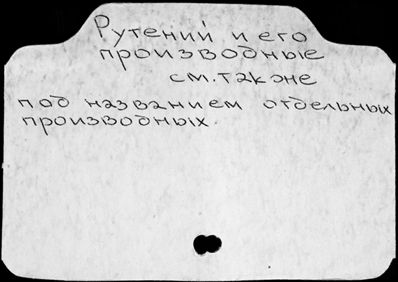 Рутений и его
производные
см. также
под названием отдельных
производных.